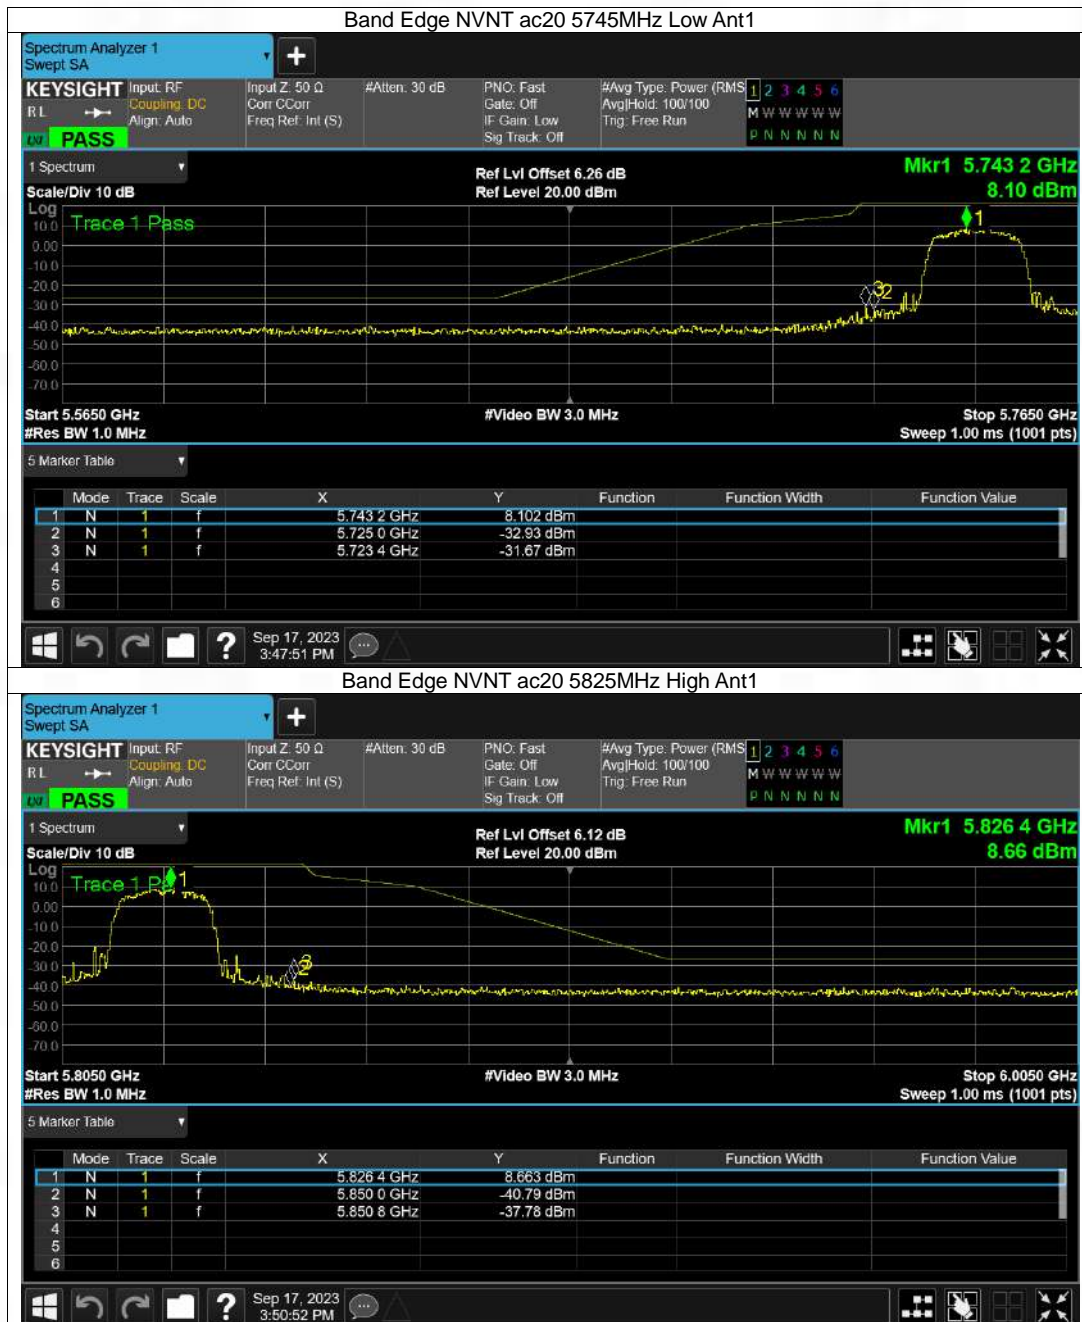 Band Edge NVNT ac20 5745MHz Low Ant1
Spectrum Analyzer 1
Swept SA
+
KEYSIGHT Input: RF Input Z: 50 Ω #Atten: 30 dB PNO: Fast #Avg Type: Power (RMS 1 2 3 4 5 6
RL Coupling: DC Corr CCorr Gate: Off Avg|Hold: 100/100 M W W W W W
Align: Auto Freq Ref: Int (S) IF Gain: Low Trig: Free Run
LXI PASS Sig Track: Off P N N N N N
1 Spectrum Ref Lvl Offset 6.26 dB Mkr1 5.743 2 GHz
Scale/Div 10 dB Ref Level 20.00 dBm 8.10 dBm
Log
10.0 Trace 1 Pass 1
0.00
-10.0
-20.0
-30.0 3 2
-40.0
-50.0
-60.0
-70.0
Start 5.5650 GHz #Video BW 3.0 MHz Stop 5.7650 GHz
#Res BW 1.0 MHz Sweep 1.00 ms (1001 pts)
5 Marker Table
Mode Trace Scale X Y Function Function Width Function Value
1 N 1 f 5.743 2 GHz 8.102 dBm
2 N 1 f 5.725 0 GHz -32.93 dBm
3 N 1 f 5.723 4 GHz -31.67 dBm
4
5
6
? Sep 17, 2023
3:47:51 PM
Band Edge NVNT ac20 5825MHz High Ant1
Spectrum Analyzer 1
Swept SA
+
KEYSIGHT Input: RF Input Z: 50 Ω #Atten: 30 dB PNO: Fast #Avg Type: Power (RMS 1 2 3 4 5 6
RL Coupling: DC Corr CCorr Gate: Off Avg|Hold: 100/100 M W W W W W
Align: Auto Freq Ref: Int (S) IF Gain: Low Trig: Free Run
LXI PASS Sig Track: Off P N N N N N
1 Spectrum Ref Lvl Offset 6.12 dB Mkr1 5.826 4 GHz
Scale/Div 10 dB Ref Level 20.00 dBm 8.66 dBm
Log
10.0 Trace 1 Pa 1
0.00
-10.0
-20.0
-30.0 2 3
-40.0
-50.0
-60.0
-70.0
Start 5.8050 GHz #Video BW 3.0 MHz Stop 6.0050 GHz
#Res BW 1.0 MHz Sweep 1.00 ms (1001 pts)
5 Marker Table
Mode Trace Scale X Y Function Function Width Function Value
1 N 1 f 5.826 4 GHz 8.663 dBm
2 N 1 f 5.850 0 GHz -40.79 dBm
3 N 1 f 5.850 8 GHz -37.78 dBm
4
5
6
? Sep 17, 2023
3:50:52 PM